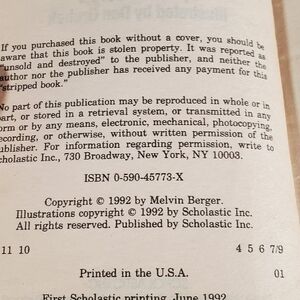 If you purchased this book without a cover, you should be
aware that this book is stolen property. It was reported as
"unsold and destroyed" to the publisher, and neither the
author nor the publisher has received any payment for this
"stripped book."
No part of this publication may be reproduced in whole or in
part, or stored in a retrieval system, or transmitted in any
form or by any means, electronic, mechanical, photocopying,
recording, or otherwise, without written permission of the
publisher. For information regarding permission, write to
Scholastic Inc., 730 Broadway, New York, NY 10003.
ISBN 0-590-45773-X
Copyright © 1992 by Melvin Berger.
Illustrations copyright © 1992 by Scholastic Inc.
All rights reserved. Published by Scholastic Inc.
11 10 4 5 6 7/9
Printed in the U.S.A. 01
First Scholastic printing, June 1992